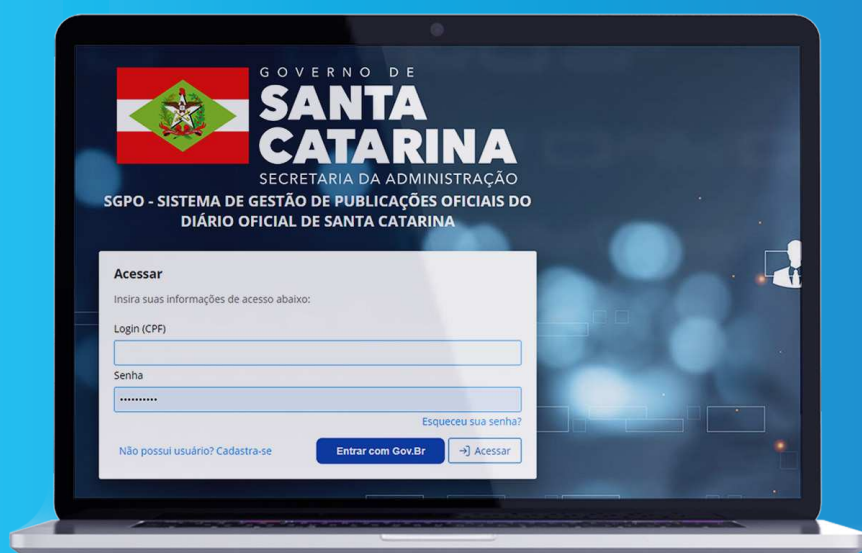 GOVERNO DE
SANTA
CATARINA
SECRETARIA DA ADMINISTRAÇÃO
SGPO - SISTEMA DE GESTÃO DE PUBLICAÇÕES OFICIAIS DO
DIÁRIO OFICIAL DE SANTA CATARINA
Acessar
Insira suas informações de acesso abaixo:
Login (CPF)
Senha
••••••••••
Esqueceu sua senha?
Não possui usuário? Cadastra-se
Entrar com Gov.Br
Acessar